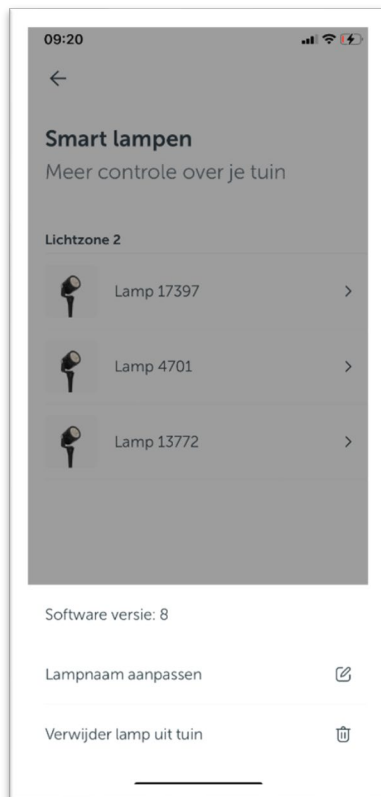 09:20
Smart lampen
Meer controle over je tuin
Lichtzone 2
Lamp 17397
Lamp 4701
Lamp 13772
Software versie: 8
Lampnaam aanpassen
Verwijder lamp uit tuin